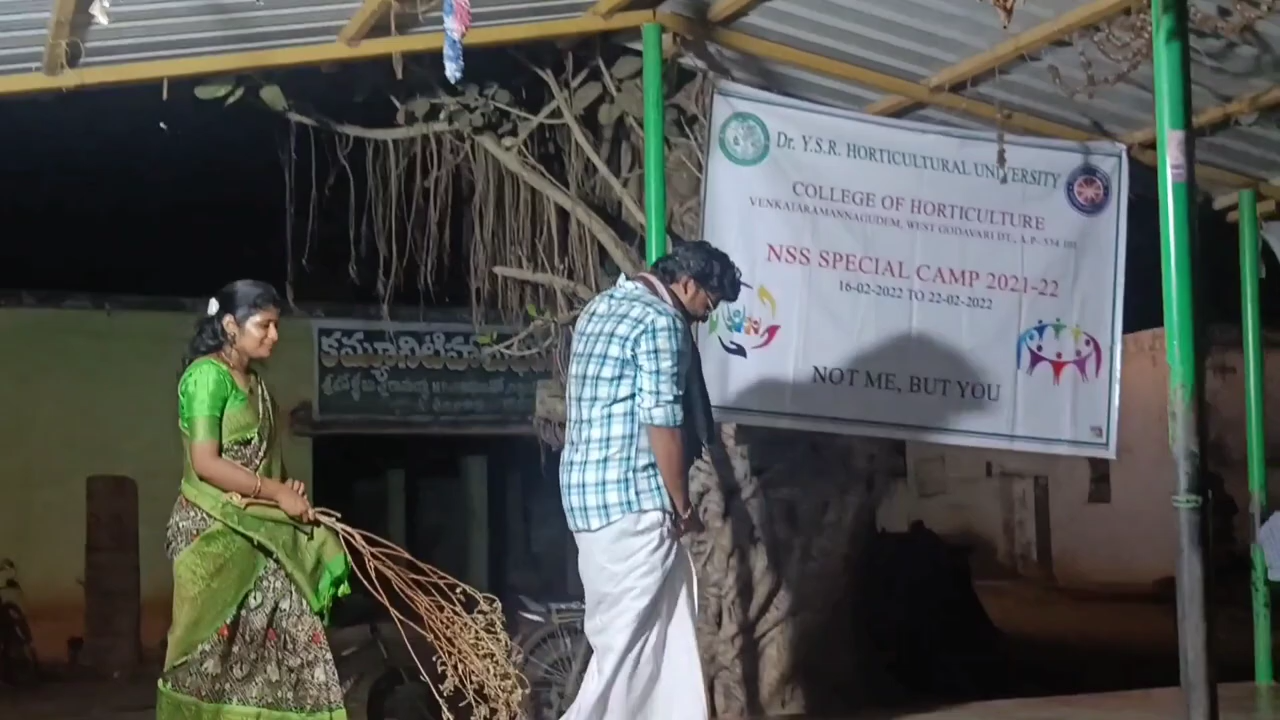 Dr. Y.S.R. HORTICULTURAL UNIVERSITY
COLLEGE OF HORTICULTURE
VENKATARAMANNAGUDEM, WEST GODAVARI DT., A.P.-534 101
NSS SPECIAL CAMP 2021-22
16-02-2022 TO 22-02-2022
NOT ME, BUT YOU
కమ్యూనిటిహాలు